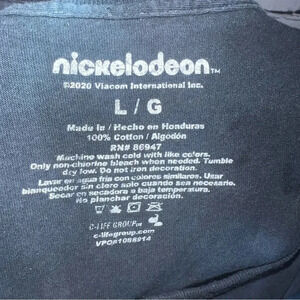 nickelodeon™
©2020 Viacom International Inc.
L / G
Made in / Hecho en Honduras
100% Cotton / Algodón
RN# 86947
Machine wash cold with like colors.
Only non-chlorine bleach when needed. Tumble
dry low. Do not iron decoration.
Lavar en agua fria con colores similares. Usar
blanqueador sin cloro solo cuando sea necesario.
Secar en secadora a baja temperatura.
No planchar decoración.
C-LIFE GROUP
c-lifegroup.com